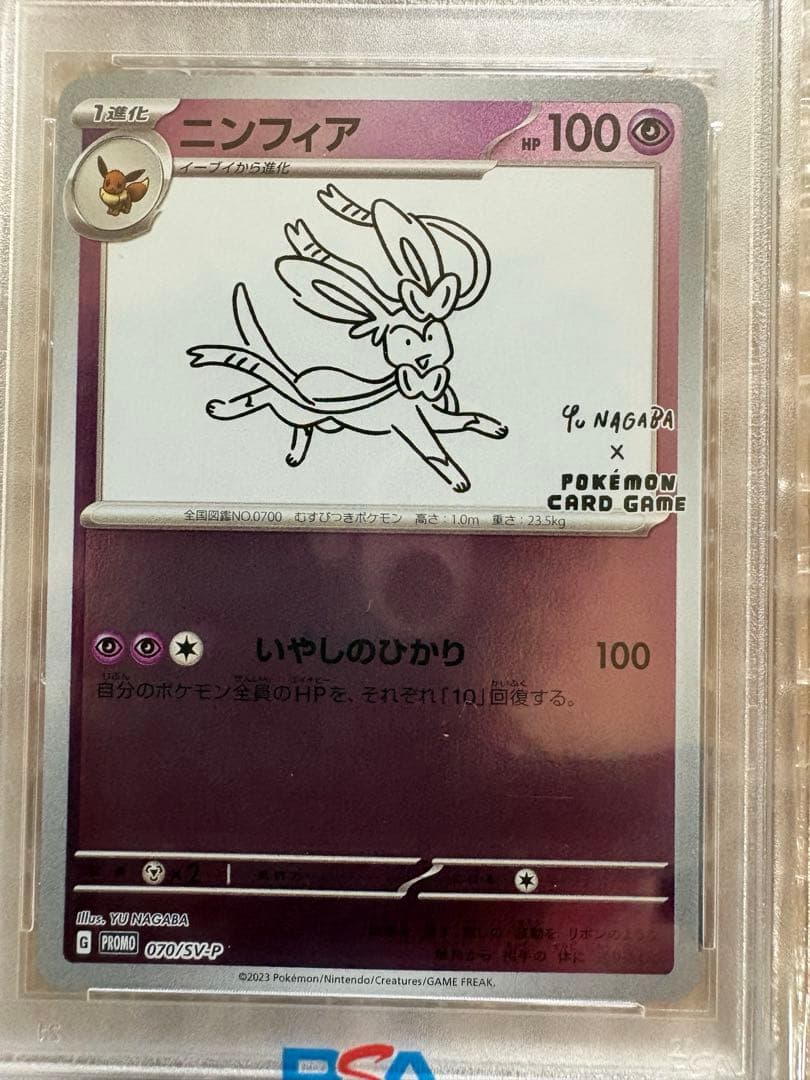 1進化
ニンフィア
HP 100
イーブイから進化
YU NAGABA
×
POKÉMON
CARD GAME
全国図鑑NO.0700 むすびつきポケモン 高さ：1.0m 重さ：23.5kg
いやしのひかり 100
自分のポケモン全員のHPを、それぞれ「10」回復する。
×2
Illus. YU NAGABA
G PROMO 070/SV-P
©2023 Pokémon/Nintendo/Creatures/GAME FREAK.
PSA